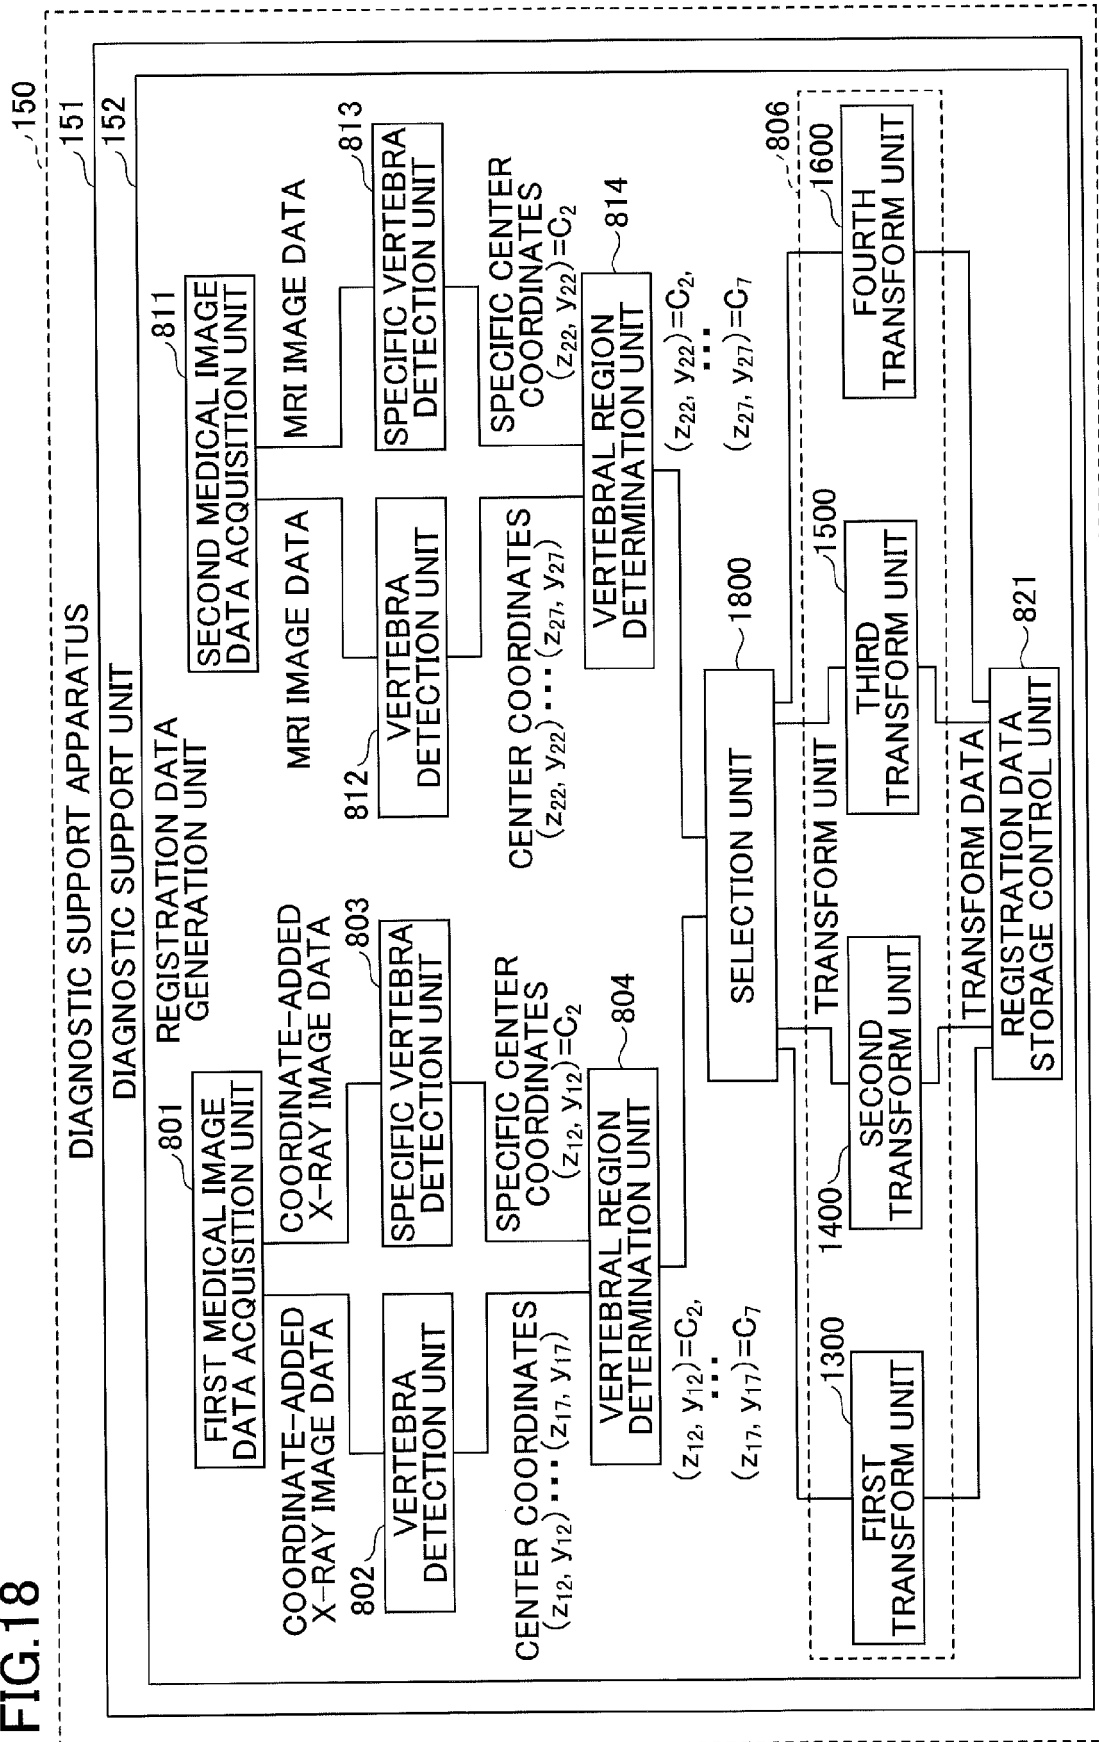 FIG.18
150
DIAGNOSTIC SUPPORT APPARATUS
151
DIAGNOSTIC SUPPORT UNIT
152
REGISTRATION DATA
GENERATION UNIT
801
FIRST MEDICAL IMAGE
DATA ACQUISITION UNIT
811
SECOND MEDICAL IMAGE
DATA ACQUISITION UNIT
COORDINATE-ADDED
X-RAY IMAGE DATA
COORDINATE-ADDED
X-RAY IMAGE DATA
MRI IMAGE DATA
MRI IMAGE DATA
802
VERTEBRA
DETECTION UNIT
803
SPECIFIC VERTEBRA
DETECTION UNIT
812
VERTEBRA
DETECTION UNIT
813
SPECIFIC VERTEBRA
DETECTION UNIT
CENTER COORDINATES
(z12, y12)▪▪▪(z17, y17)
SPECIFIC CENTER
COORDINATES
(z12, y12)=C2
CENTER COORDINATES
(z22, y22)▪▪▪(z27, y27)
SPECIFIC CENTER
COORDINATES
(z22, y22)=C2
804
VERTEBRAL REGION
DETERMINATION UNIT
814
VERTEBRAL REGION
DETERMINATION UNIT
(z12, y12)=C2,
▪▪▪
(z17, y17)=C7
(z22, y22)=C2,
▪▪▪
(z27, y27)=C7
1800
SELECTION UNIT
806
TRANSFORM UNIT
1300
FIRST
TRANSFORM UNIT
1400
SECOND
TRANSFORM UNIT
1500
THIRD
TRANSFORM UNIT
1600
FOURTH
TRANSFORM UNIT
TRANSFORM DATA
821
REGISTRATION DATA
STORAGE CONTROL UNIT